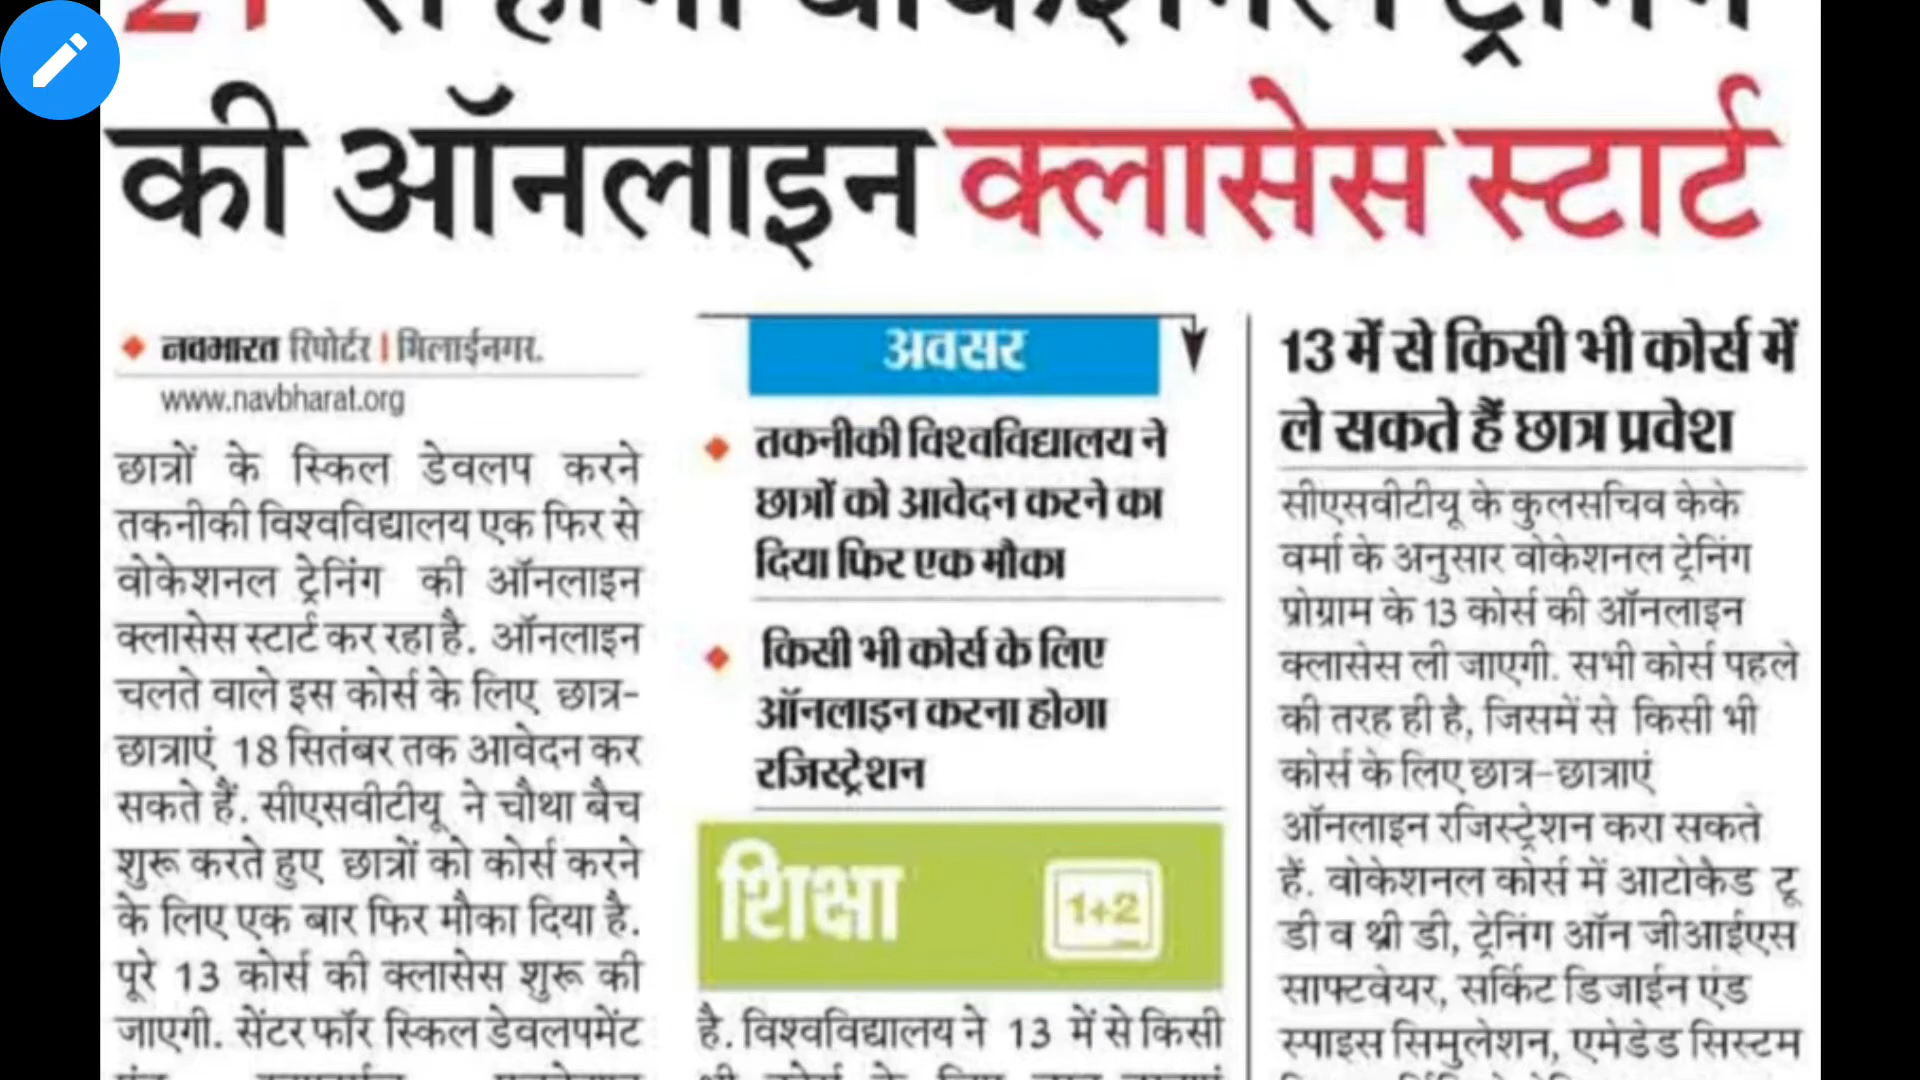 21 से होगी वोकेशनल ट्रेनिंग
की ऑनलाइन क्लासेस स्टार्ट
नवभारत रिपोर्टर | भिलाईनगर.
www.navbharat.org
छात्रों के स्किल डेवलप करने
तकनीकी विश्वविद्यालय एक फिर से
वोकेशनल ट्रेनिंग की ऑनलाइन
क्लासेस स्टार्ट कर रहा है. ऑनलाइन
चलते वाले इस कोर्स के लिए छात्र-
छात्राएं 18 सितंबर तक आवेदन कर
सकते हैं. सीएसवीटीयू ने चौथा बैच
शुरू करते हुए छात्रों को कोर्स करने
के लिए एक बार फिर मौका दिया है.
पूरे 13 कोर्स की क्लासेस शुरू की
जाएगी. सेंटर फॉर स्किल डेवलपमेंट
अवसर
तकनीकी विश्वविद्यालय ने
छात्रों को आवेदन करने का
दिया फिर एक मौका
किसी भी कोर्स के लिए
ऑनलाइन करना होगा
रजिस्ट्रेशन
शिक्षा
1+2
है. विश्वविद्यालय ने 13 में से किसी
13 में से किसी भी कोर्स में
ले सकते हैं छात्र प्रवेश
सीएसवीटीयू के कुलसचिव केके
वर्मा के अनुसार वोकेशनल ट्रेनिंग
प्रोग्राम के 13 कोर्स की ऑनलाइन
क्लासेस ली जाएगी. सभी कोर्स पहले
की तरह ही है, जिसमें से किसी भी
कोर्स के लिए छात्र-छात्राएं
ऑनलाइन रजिस्ट्रेशन करा सकते
हैं. वोकेशनल कोर्स में आटोकैड टू
डी व थ्री डी, ट्रेनिंग ऑन जीआईएस
साफ्टवेयर, सर्किट डिजाईन एंड
स्पाइस सिमुलेशन, एमेडेड सिस्टम